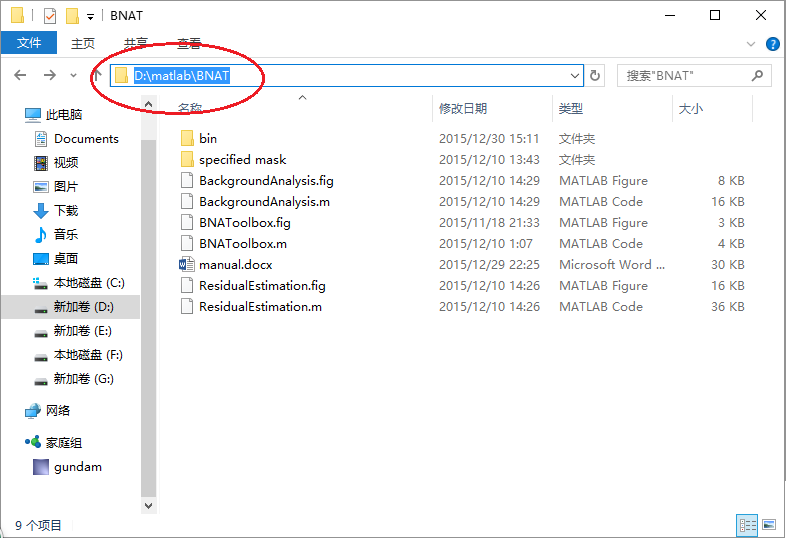 BNAT
文件 主页 共享 查看
D:\matlab\BNAT 搜索"BNAT"
名称 修改日期 类型 大小
此电脑
Documents
视频
图片
下载
音乐
桌面
本地磁盘 (C:)
新加卷 (D:)
新加卷 (E:)
本地磁盘 (F:)
新加卷 (G:)
网络
家庭组
gundam
bin 2015/12/30 15:11 文件夹
specified mask 2015/12/10 13:43 文件夹
BackgroundAnalysis.fig 2015/12/10 14:29 MATLAB Figure 8 KB
BackgroundAnalysis.m 2015/12/10 14:29 MATLAB Code 16 KB
BNAToolbox.fig 2015/11/18 21:33 MATLAB Figure 3 KB
BNAToolbox.m 2015/12/10 1:07 MATLAB Code 4 KB
manual.docx 2015/12/29 22:25 Microsoft Word ... 30 KB
ResidualEstimation.fig 2015/12/10 14:26 MATLAB Figure 16 KB
ResidualEstimation.m 2015/12/10 14:26 MATLAB Code 36 KB
9 个项目